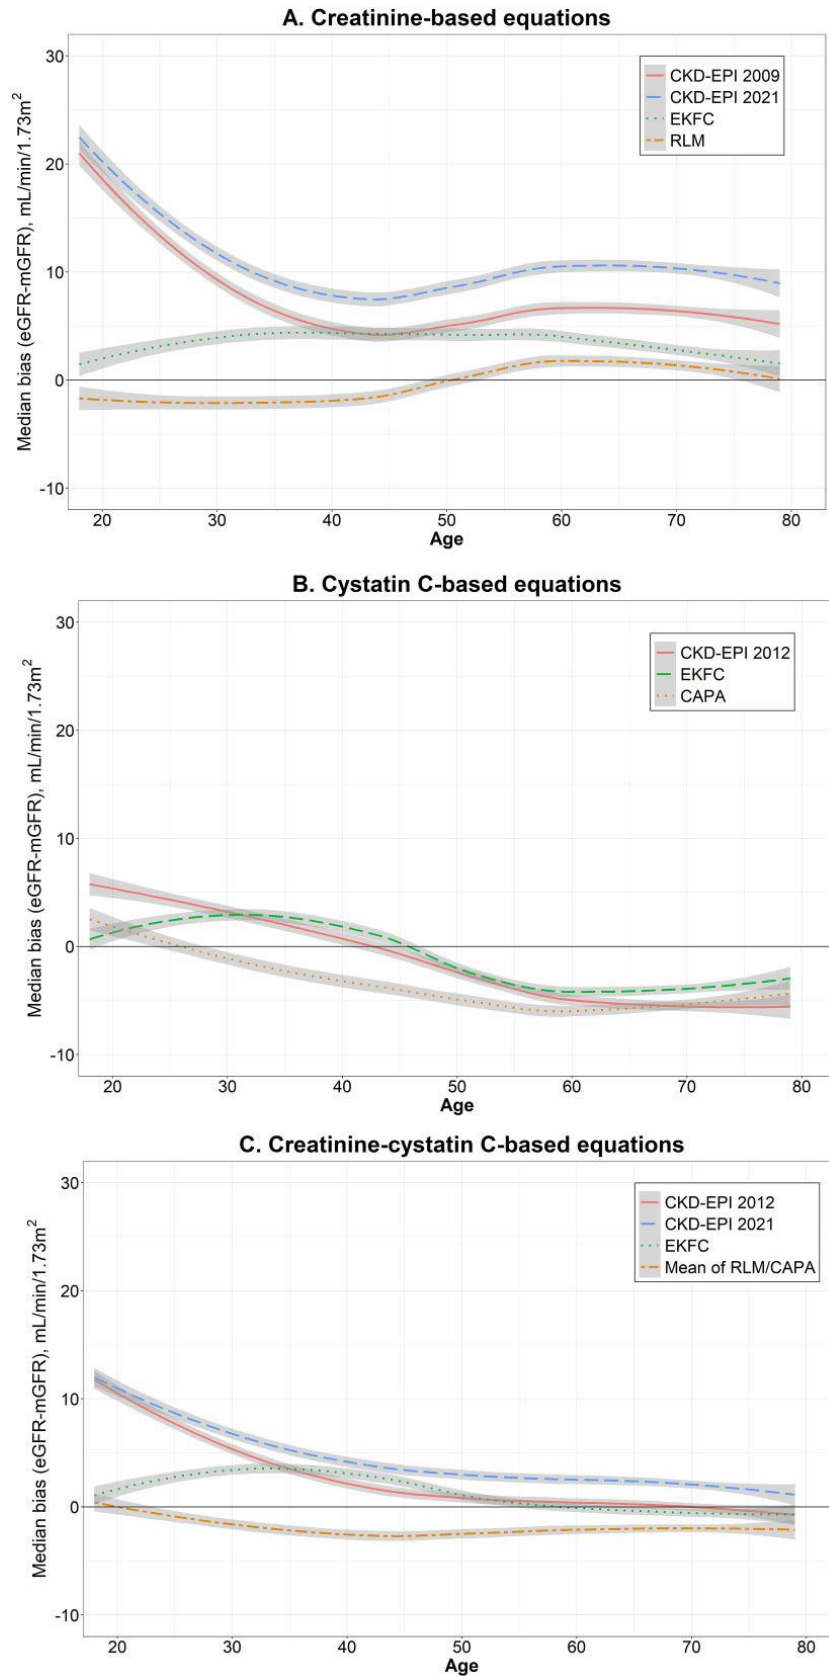 A. Creatinine-based equations
30
20
10
0
-10
Median bias (eGFR-mGFR), mL/min/1.73m²
CKD-EPI 2009
CKD-EPI 2021
EKFC
RLM
20 30 40 50 60 70 80
Age
B. Cystatin C-based equations
30
20
10
0
-10
Median bias (eGFR-mGFR), mL/min/1.73m²
CKD-EPI 2012
EKFC
CAPA
20 30 40 50 60 70 80
Age
C. Creatinine-cystatin C-based equations
30
20
10
0
-10
Median bias (eGFR-mGFR), mL/min/1.73m²
CKD-EPI 2012
CKD-EPI 2021
EKFC
Mean of RLM/CAPA
20 30 40 50 60 70 80
Age